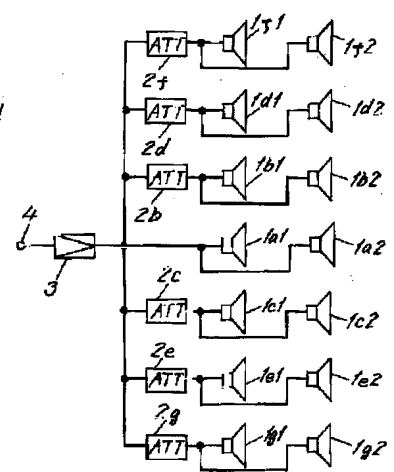 ATT 1f1 1f2
2f
ATT 1d1 1d2
2d
ATT 1b1 1b2
2b
4
3
1a1 1a2
2c
ATT 1c1 1c2
2e
ATT 1e1 1e2
2g
ATT 1g1 1g2